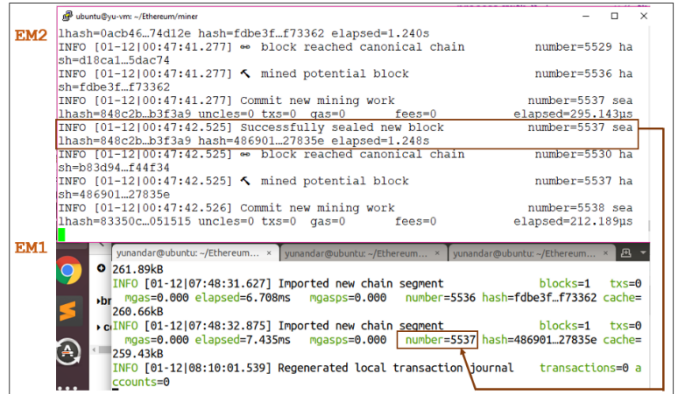 ubuntu@yu-vm: ~/Ethereum/miner
EM2
lhash=0acb46…74d12e hash=fdbe3f…f73362 elapsed=1.240s
INFO [01-12|00:47:41.277] block reached canonical chain number=5529 ha
sh=d18ca1…5dac74
INFO [01-12|00:47:41.277] mined potential block number=5536 ha
sh=fdbe3f…f73362
INFO [01-12|00:47:41.277] Commit new mining work number=5537 sea
lhash=848c2b…b3f3a9 uncles=0 txs=0 gas=0 fees=0 elapsed=295.143µs
INFO [01-12|00:47:42.525] Successfully sealed new block number=5537 sea
lhash=848c2b…b3f3a9 hash=486901…27835e elapsed=1.248s
INFO [01-12|00:47:42.525] block reached canonical chain number=5530 ha
sh=b83d94…f44f34
INFO [01-12|00:47:42.525] mined potential block number=5537 ha
sh=486901…27835e
INFO [01-12|00:47:42.526] Commit new mining work number=5538 sea
lhash=83350c…051515 uncles=0 txs=0 gas=0 fees=0 elapsed=212.189µs
EM1
yunandar@ubuntu: ~/Ethereum… × yunandar@ubuntu: ~/Ethereum… × yunandar@ubuntu: ~/Ethereum… ×
261.89kB
INFO [01-12|07:48:31.627] Imported new chain segment blocks=1 txs=0
mgas=0.000 elapsed=6.708ms mgasps=0.000 number=5536 hash=fdbe3f…f73362 cache=
260.66kB
INFO [01-12|07:48:32.875] Imported new chain segment blocks=1 txs=0
mgas=0.000 elapsed=7.435ms mgasps=0.000 number=5537 hash=486901…27835e cache=
259.43kB
INFO [01-12|08:10:01.539] Regenerated local transaction journal transactions=0 a
ccounts=0